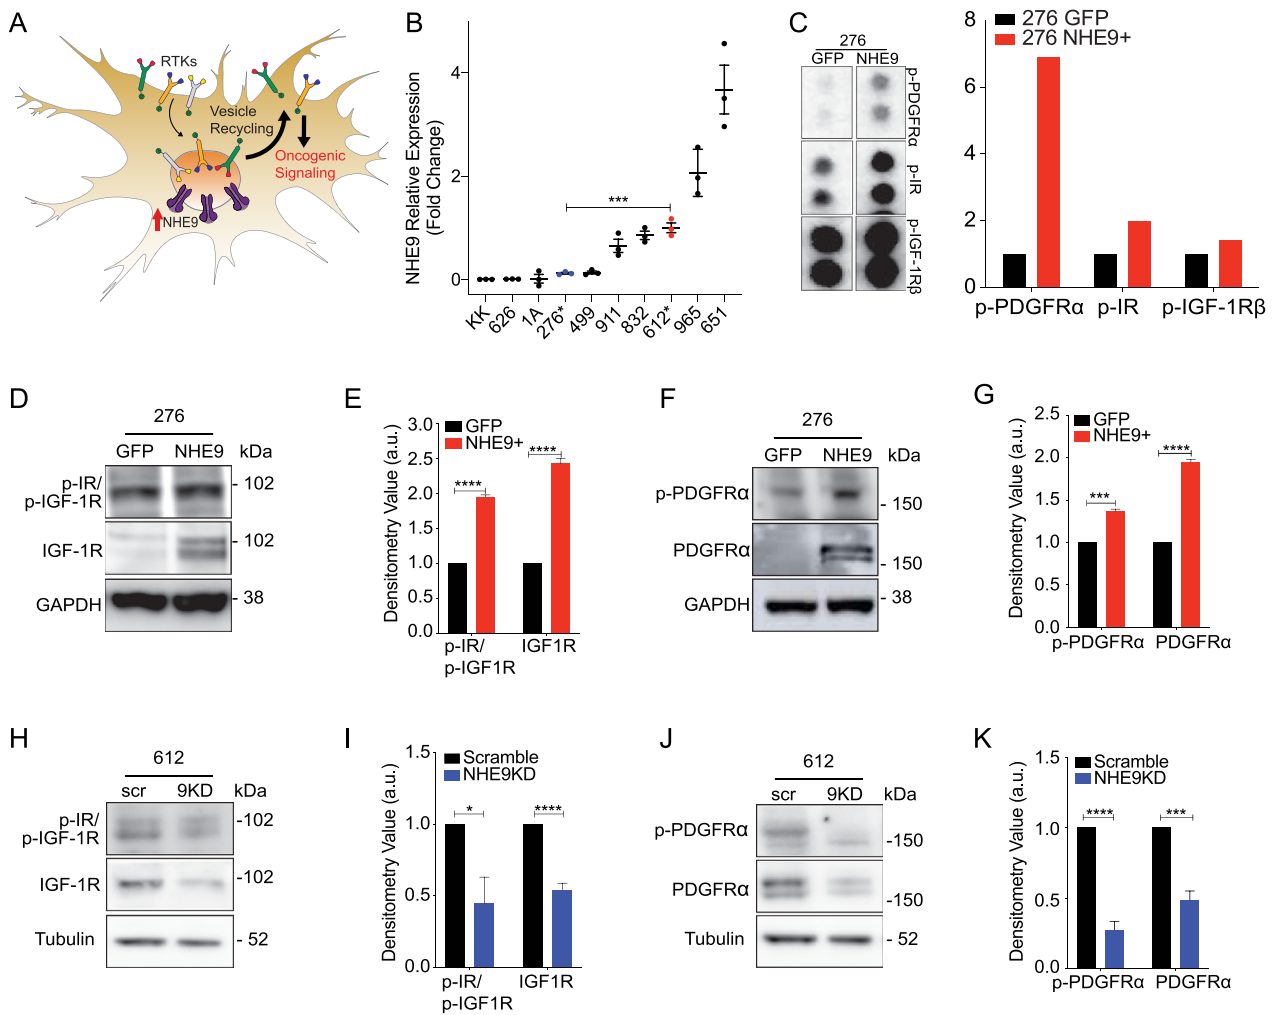 A
RTKs
Vesicle
Recycling
Oncogenic
Signaling
NHE9
B
NHE9 Relative Expression
(Fold Change)
4
2
0
***
KK
626
1A
276*
499
911
832
612*
965
651
C
276
GFP NHE9
p-PDGFRα
p-IR
p-IGF-1Rβ
276 GFP
276 NHE9+
8
6
4
2
0
p-PDGFRα p-IR p-IGF-1Rβ
D
276
GFP NHE9 kDa
p-IR/
p-IGF-1R
- 102
IGF-1R
- 102
GAPDH
- 38
E
Densitometry Value (a.u.)
3.0
2.5
2.0
1.5
1.0
0.5
0.0
GFP
NHE9+
**** ****
p-IR/
p-IGF1R
IGF1R
F
276
GFP NHE9 kDa
p-PDGFRα
- 150
PDGFRα
- 150
GAPDH
- 38
G
Densitometry Value (a.u.)
2.5
2.0
1.5
1.0
0.5
0.0
GFP
NHE9+
*** ****
p-PDGFRα PDGFRα
H
612
scr 9KD kDa
p-IR/
p-IGF-1R
-102
IGF-1R
-102
Tubulin
- 52
I
Densitometry Value (a.u.)
1.5
1.0
0.5
0.0
Scramble
NHE9KD
* ****
p-IR/
p-IGF1R
IGF1R
J
612
scr 9KD kDa
p-PDGFRα
-150
PDGFRα
-150
Tubulin
- 52
K
Densitometry Value (a.u.)
1.5
1.0
0.5
0.0
Scramble
NHE9KD
**** ***
p-PDGFRα PDGFRα